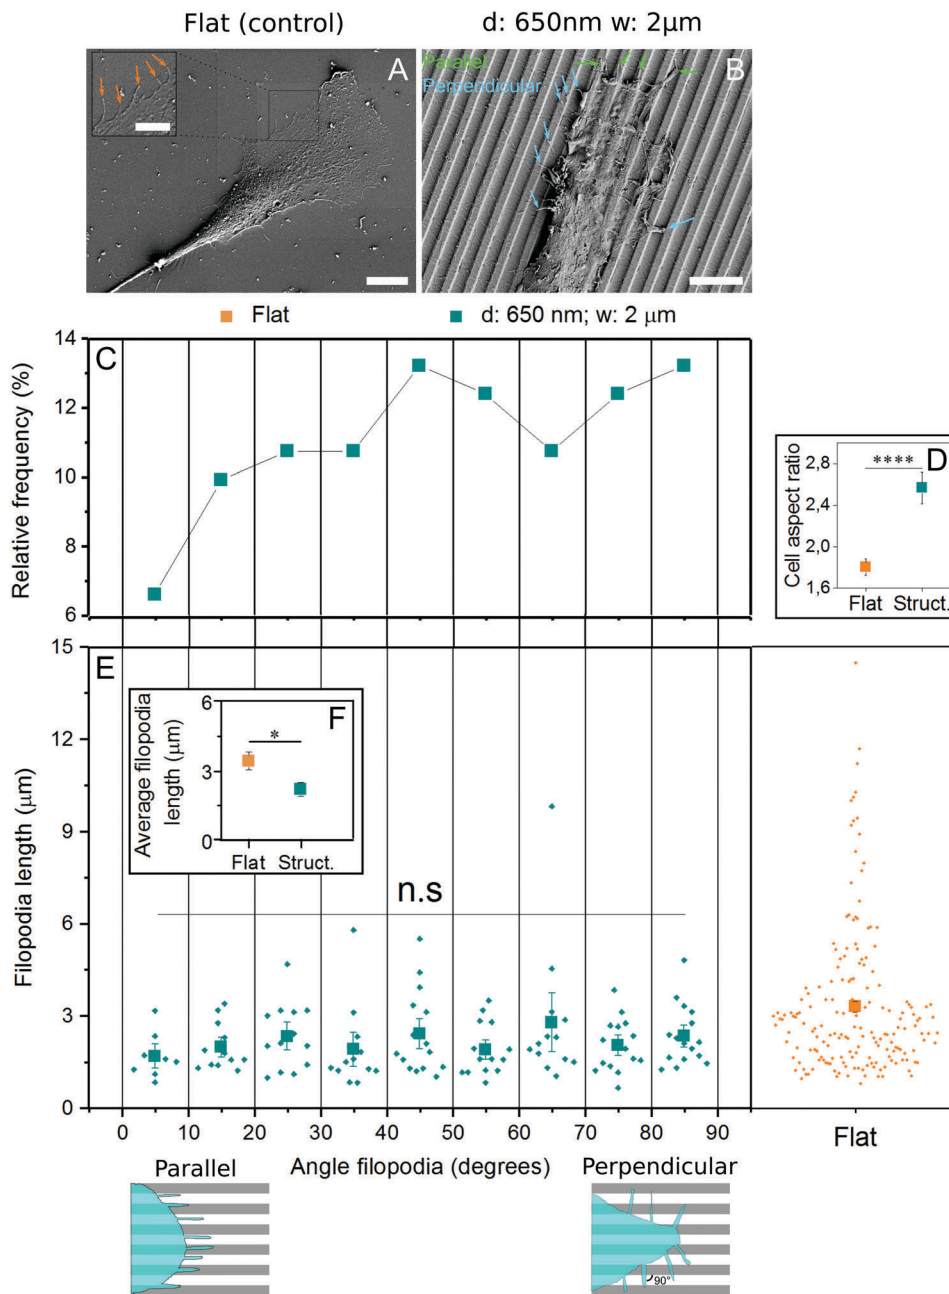 Flat (control)
d: 650nm w: 2μm
A
Parallel
B
Perpendicular
Flat
d: 650 nm; w: 2 μm
C
14
12
10
8
6
Relative frequency (%)
D
****
2,8
2,4
2,0
1,6
Cell aspect ratio
Flat
Struct.
E
15
12
9
6
3
0
Filopodia length (μm)
F
*
6
3
0
Average filopodia
length (μm)
Flat
Struct.
n.s
0 10 20 30 40 50 60 70 80 90
Flat
Parallel
Angle filopodia (degrees)
Perpendicular
90°